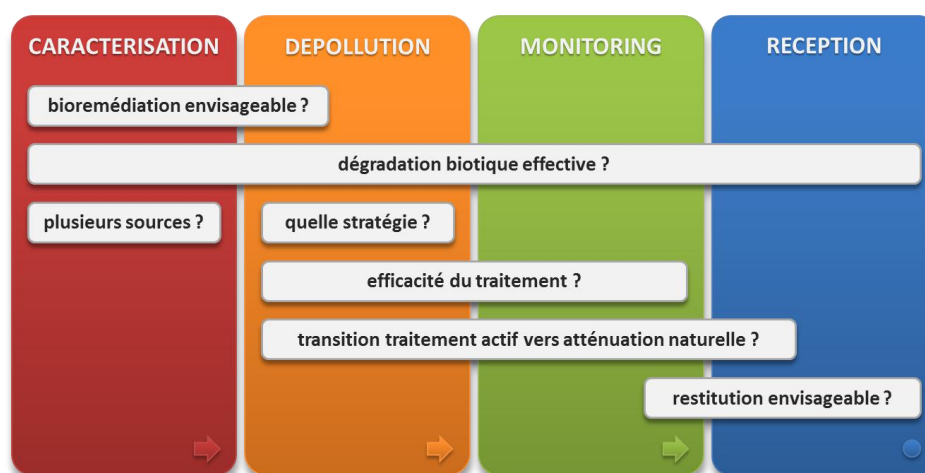 CARACTERISATION
DEPOLLUTION
MONITORING
RECEPTION
bioremédiation envisageable ?
dégradation biotique effective ?
plusieurs sources ?
quelle stratégie ?
efficacité du traitement ?
transition traitement actif vers atténuation naturelle ?
restitution envisageable ?